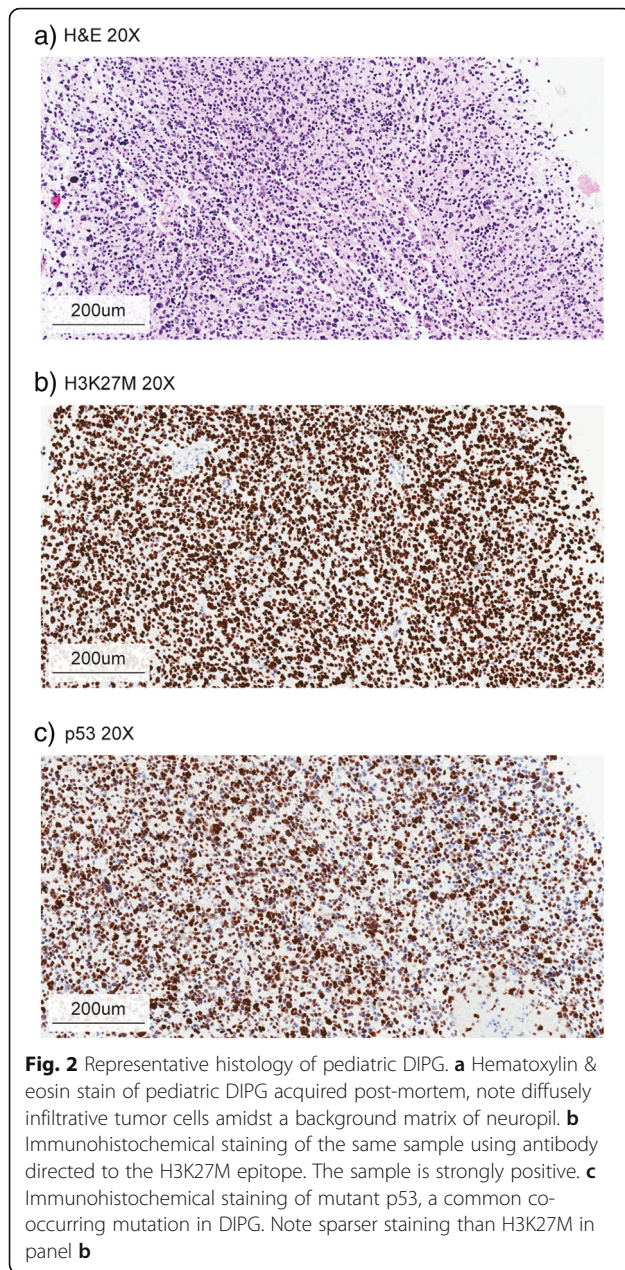 a) H&E 20X
200um
b) H3K27M 20X
200um
c) p53 20X
200um
Fig. 2 Representative histology of pediatric DIPG. a Hematoxylin &
eosin stain of pediatric DIPG acquired post-mortem, note diffusely
infiltrative tumor cells amidst a background matrix of neuropil. b
Immunohistochemical staining of the same sample using antibody
directed to the H3K27M epitope. The sample is strongly positive. c
Immunohistochemical staining of mutant p53, a common co-
occurring mutation in DIPG. Note sparser staining than H3K27M in
panel b